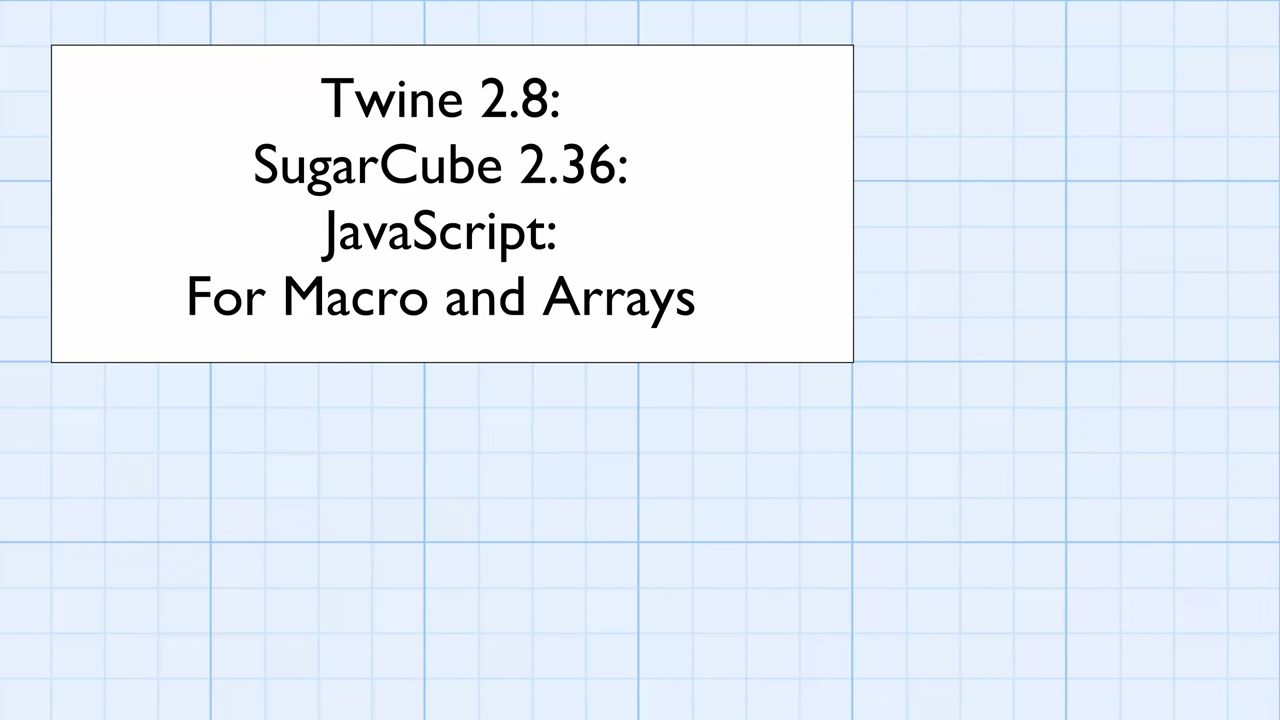 Twine 2.8:
SugarCube 2.36:
JavaScript:
For Macro and Arrays